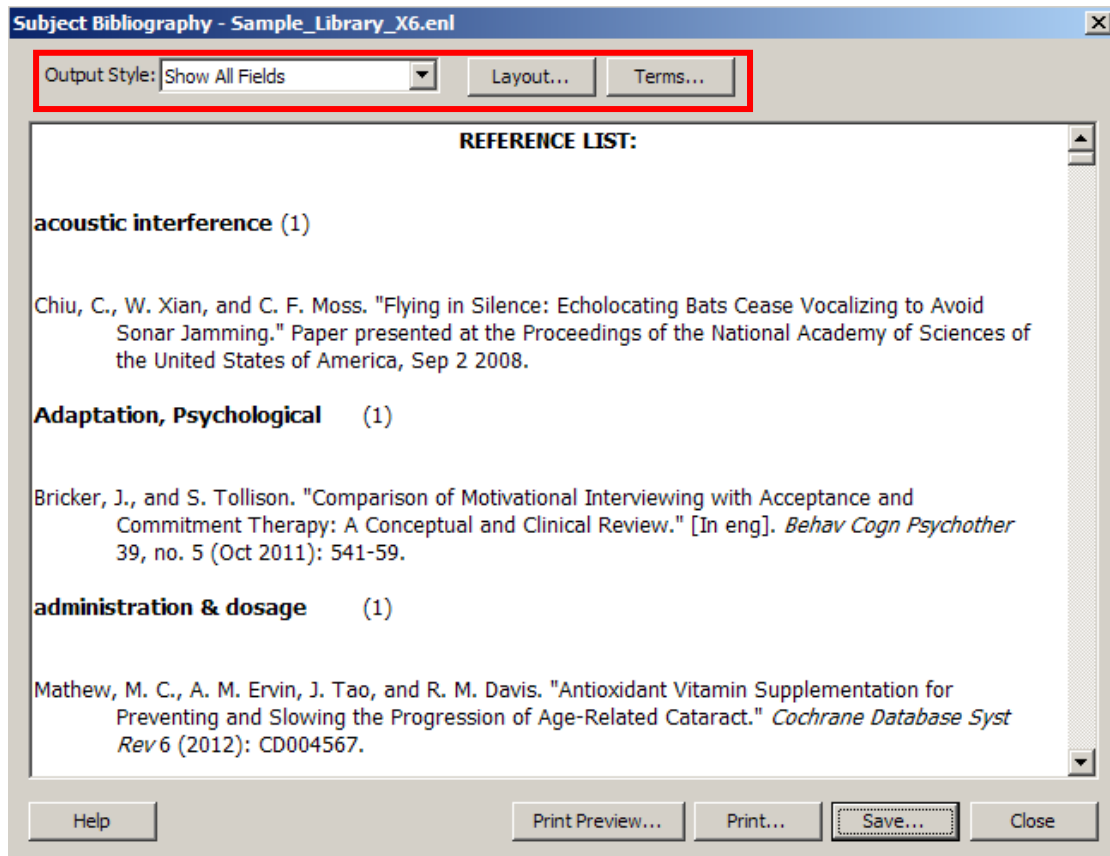 Subject Bibliography - Sample_Library_X6.enl
Output Style: Show All Fields Layout... Terms...
REFERENCE LIST:
acoustic interference (1)
Chiu, C., W. Xian, and C. F. Moss. "Flying in Silence: Echolocating Bats Cease Vocalizing to Avoid
Sonar Jamming." Paper presented at the Proceedings of the National Academy of Sciences of
the United States of America, Sep 2 2008.
Adaptation, Psychological (1)
Bricker, J., and S. Tollison. "Comparison of Motivational Interviewing with Acceptance and
Commitment Therapy: A Conceptual and Clinical Review." [In eng]. Behav Cogn Psychother
39, no. 5 (Oct 2011): 541-59.
administration & dosage (1)
Mathew, M. C., A. M. Ervin, J. Tao, and R. M. Davis. "Antioxidant Vitamin Supplementation for
Preventing and Slowing the Progression of Age-Related Cataract." Cochrane Database Syst
Rev 6 (2012): CD004567.
Help Print Preview... Print... Save... Close